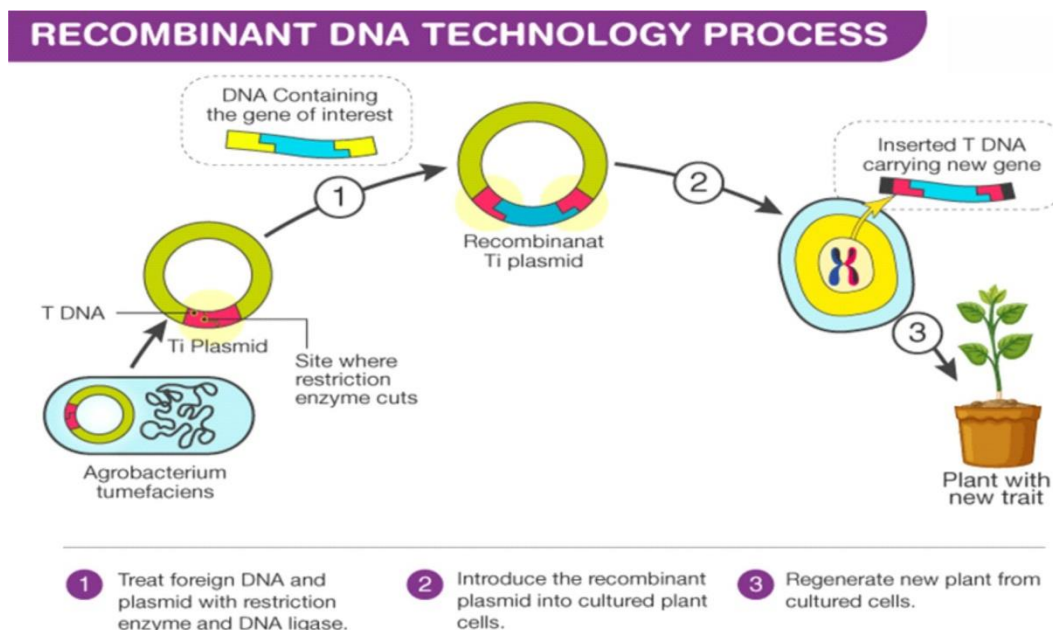 RECOMBINANT DNA TECHNOLOGY PROCESS
DNA Containing
the gene of interest
1
Recombinanat
Ti plasmid
2
Inserted T DNA
carrying new gene
T DNA
Ti Plasmid
Site where
restriction
enzyme cuts
Agrobacterium
tumefaciens
3
Plant with
new trait
1 Treat foreign DNA and
plasmid with restriction
enzyme and DNA ligase.
2 Introduce the recombinant
plasmid into cultured plant
cells.
3 Regenerate new plant from
cultured cells.